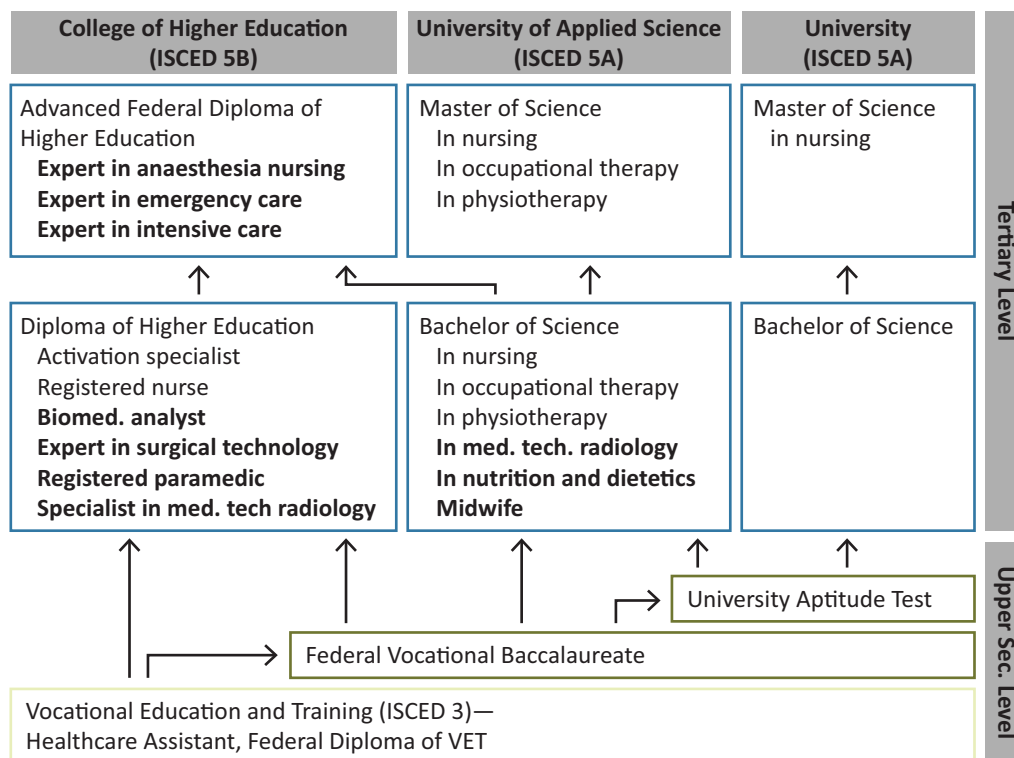 College of Higher Education
(ISCED 5B)
University of Applied Science
(ISCED 5A)
University
(ISCED 5A)
Advanced Federal Diploma of
Higher Education
Expert in anaesthesia nursing
Expert in emergency care
Expert in intensive care
Master of Science
In nursing
In occupational therapy
In physiotherapy
Master of Science
in nursing
Tertiary Level
Diploma of Higher Education
Activation specialist
Registered nurse
Biomed. analyst
Expert in surgical technology
Registered paramedic
Specialist in med. tech radiology
Bachelor of Science
In nursing
In occupational therapy
In physiotherapy
In med. tech. radiology
In nutrition and dietetics
Midwife
Bachelor of Science
University Aptitude Test
Federal Vocational Baccalaureate
Upper Sec. Level
Vocational Education and Training (ISCED 3)—
Healthcare Assistant, Federal Diploma of VET